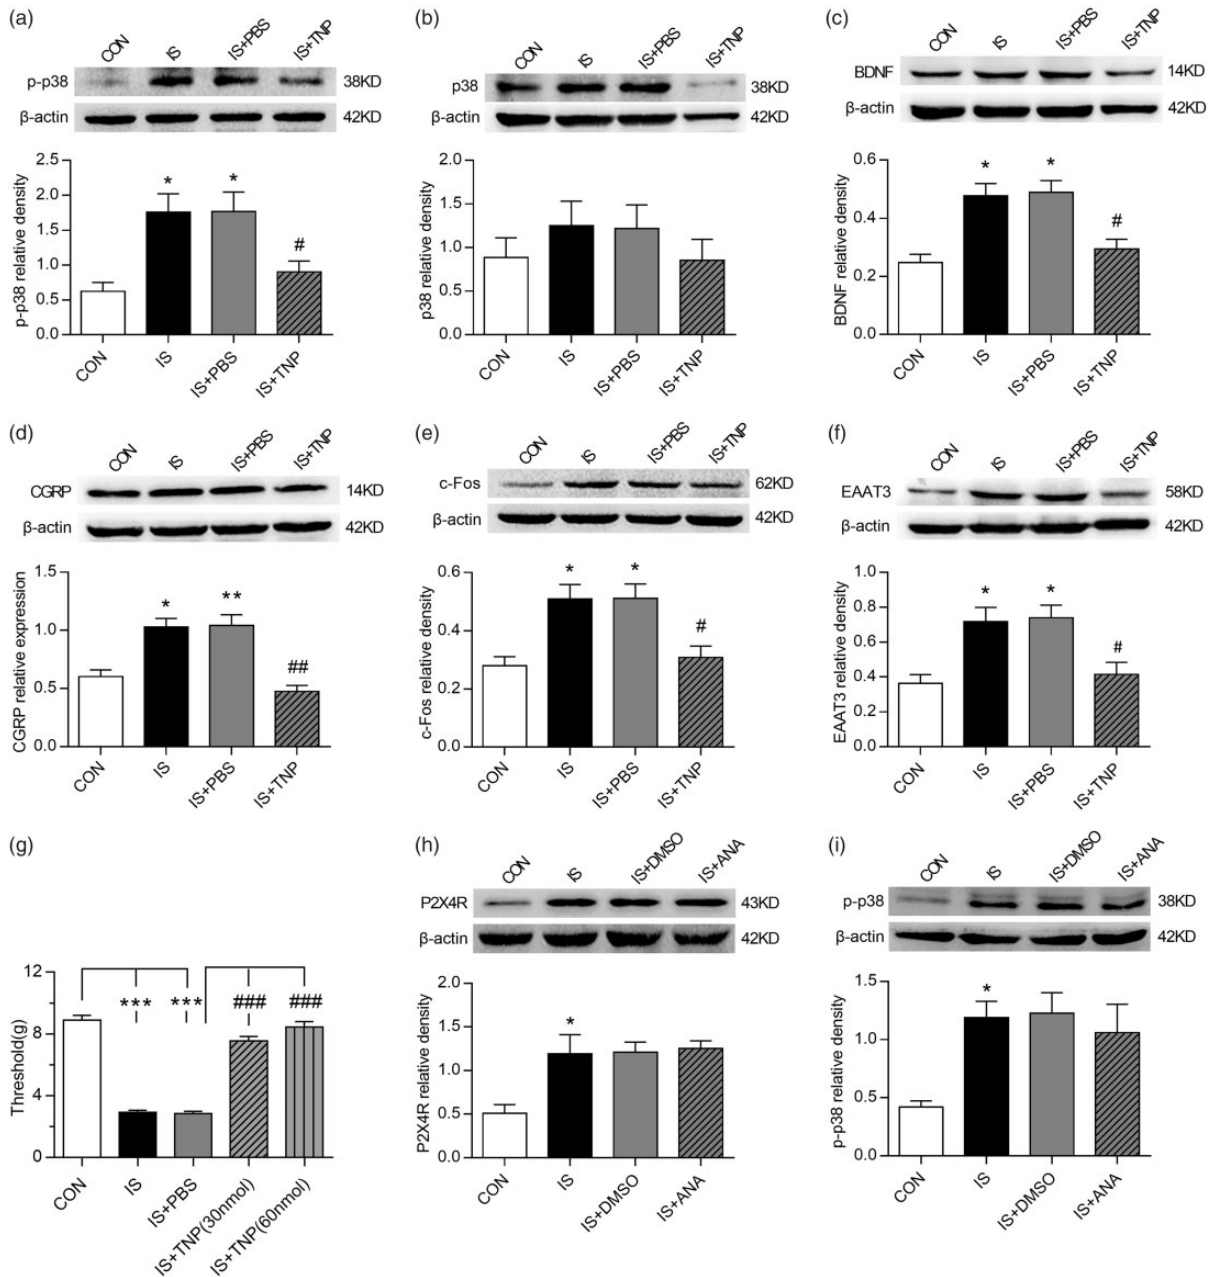 (a)
CON IS IS+PBS IS+TNP
p-p38 38KD
β-actin 42KD
p-p38 relative density
2.5
2.0
1.5
1.0
0.5
0.0
* * #
CON IS IS+PBS IS+TNP
(b)
CON IS IS+PBS IS+TNP
p38 38KD
β-actin 42KD
p38 relative density
2.0
1.5
1.0
0.5
0.0
CON IS IS+PBS IS+TNP
(c)
CON IS IS+PBS IS+TNP
BDNF 14KD
β-actin 42KD
BDNF relative density
0.6
0.4
0.2
0.0
* * #
CON IS IS+PBS IS+TNP
(d)
CON IS IS+PBS IS+TNP
CGRP 14KD
β-actin 42KD
CGRP relative expression
1.5
1.0
0.5
0.0
* ** ##
CON IS IS+PBS IS+TNP
(e)
CON IS IS+PBS IS+TNP
c-Fos 62KD
β-actin 42KD
c-Fos relative density
0.6
0.4
0.2
0.0
* * #
CON IS IS+PBS IS+TNP
(f)
CON IS IS+PBS IS+TNP
EAAT3 58KD
β-actin 42KD
EAAT3 relative density
1.0
0.8
0.6
0.4
0.2
0.0
* * #
CON IS IS+PBS IS+TNP
(g)
Threshold(g)
12
8
4
0
*** *** ### ###
CON IS IS+PBS IS+TNP(30nmol) IS+TNP(60nmol)
(h)
CON IS IS+DMSO IS+ANA
P2X4R 43KD
β-actin 42KD
P2X4R relative density
2.0
1.5
1.0
0.5
0.0
*
CON IS IS+DMSO IS+ANA
(i)
CON IS IS+DMSO IS+ANA
p-p38 38KD
β-actin 42KD
p-p38 relative density
1.5
1.0
0.5
0.0
*
CON IS IS+DMSO IS+ANA